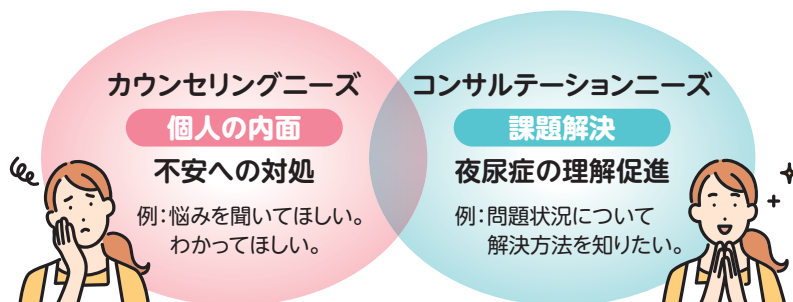 カウンセリングニーズ
個人の内面
不安への対処
例：悩みを聞いてほしい。
わかってほしい。
コンサルテーションニーズ
課題解決
夜尿症の理解促進
例：問題状況について
解決方法を知りたい。